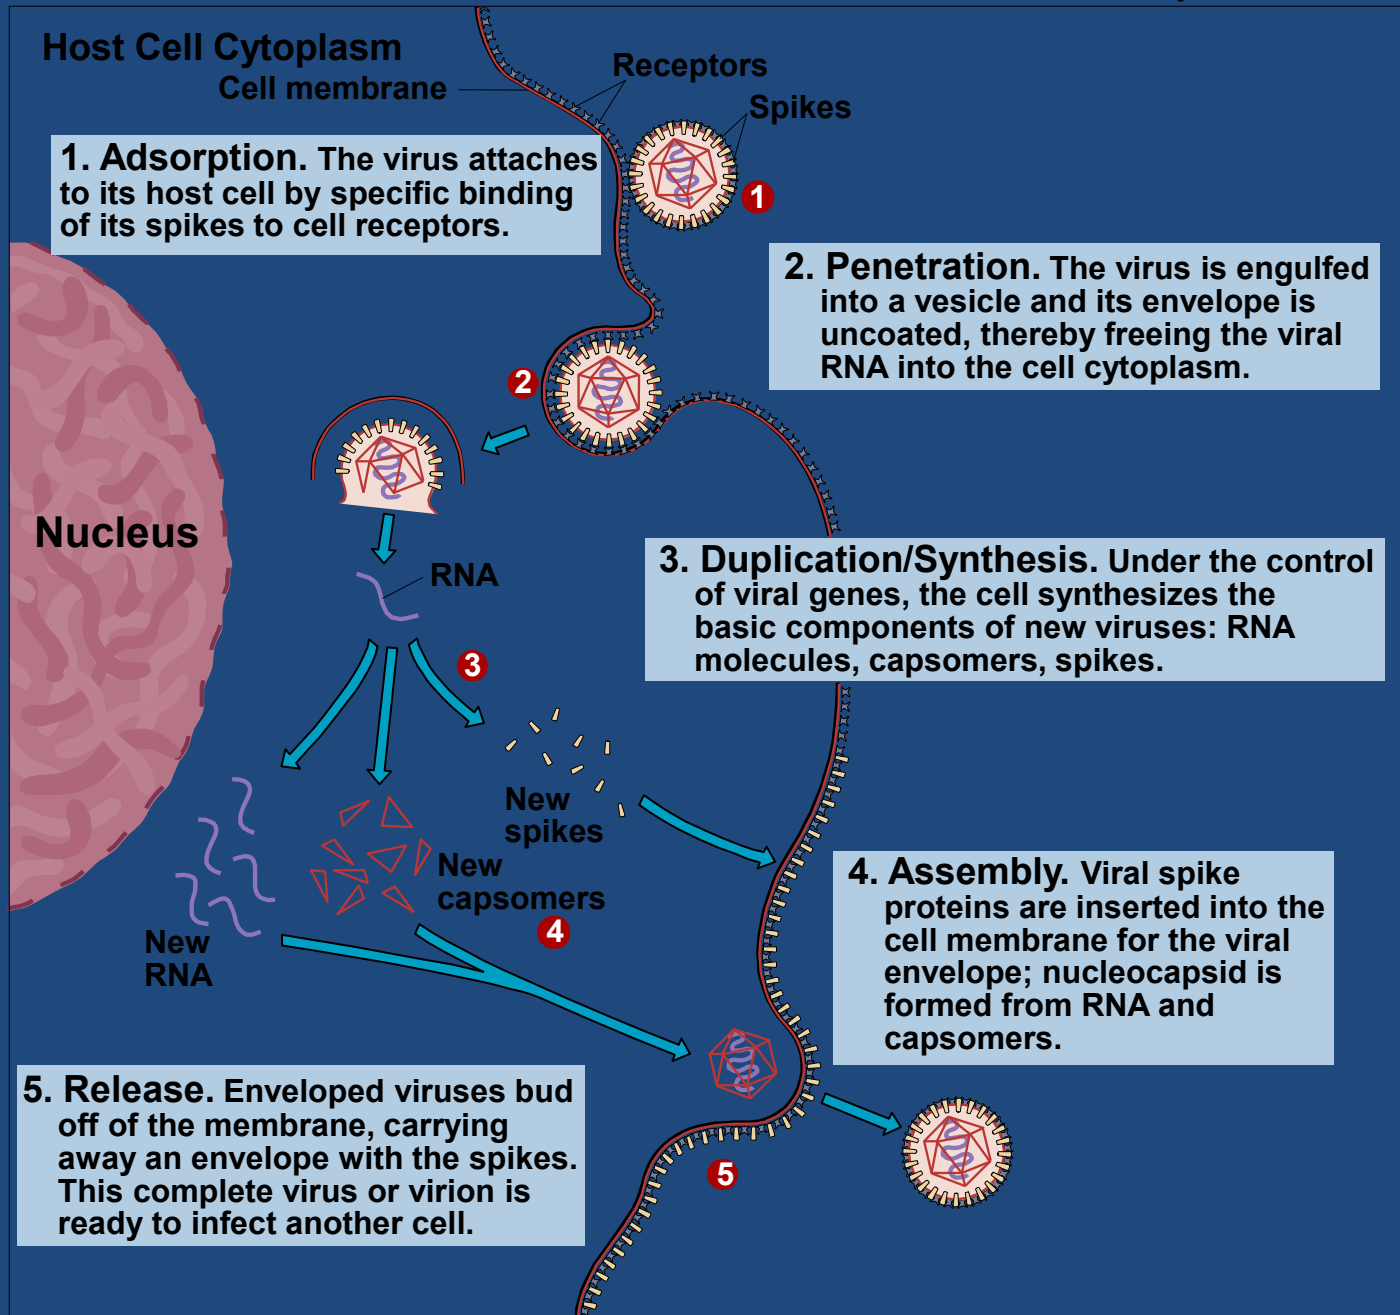 Host Cell Cytoplasm
Cell membrane
Receptors
Spikes
1. Adsorption. The virus attaches
to its host cell by specific binding
of its spikes to cell receptors.
1
2. Penetration. The virus is engulfed
into a vesicle and its envelope is
uncoated, thereby freeing the viral
RNA into the cell cytoplasm.
2
Nucleus
RNA
3. Duplication/Synthesis. Under the control
of viral genes, the cell synthesizes the
basic components of new viruses: RNA
molecules, capsomers, spikes.
3
New
spikes
New
capsomers
4
New
RNA
4. Assembly. Viral spike
proteins are inserted into the
cell membrane for the viral
envelope; nucleocapsid is
formed from RNA and
capsomers.
5. Release. Enveloped viruses bud
off of the membrane, carrying
away an envelope with the spikes.
This complete virus or virion is
ready to infect another cell.
5